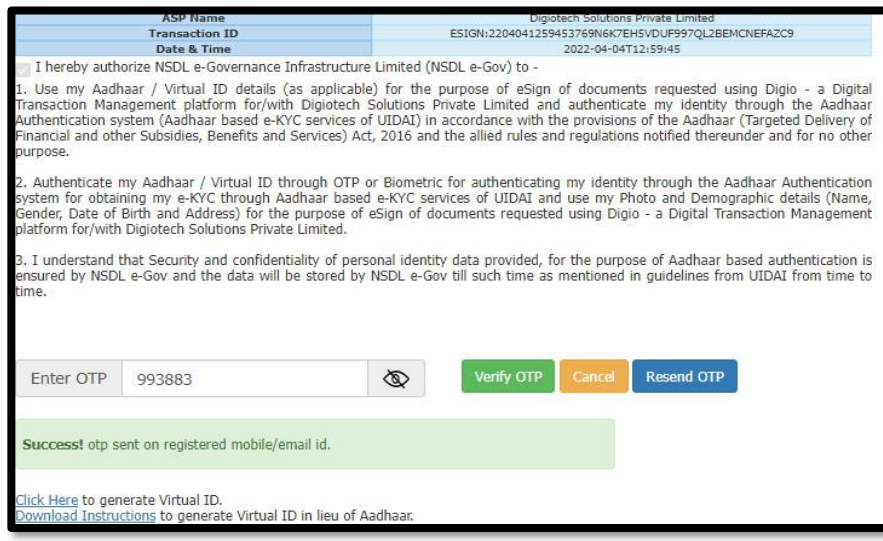 ASP Name Digiotech Solutions Private Limited
Transaction ID ESIGN:2204041259453769N6K7EH5VDUF997QL2BEMCNEFAZC9
Date & Time 2022-04-04T12:59:45
I hereby authorize NSDL e-Governance Infrastructure Limited (NSDL e-Gov) to -
1. Use my Aadhaar / Virtual ID details (as applicable) for the purpose of eSign of documents requested using Digio - a Digital
Transaction Management platform for/with Digiotech Solutions Private Limited and authenticate my identity through the Aadhaar
Authentication system (Aadhaar based e-KYC services of UIDAI) in accordance with the provisions of the Aadhaar (Targeted Delivery of
Financial and other Subsidies, Benefits and Services) Act, 2016 and the allied rules and regulations notified thereunder and for no other
purpose.
2. Authenticate my Aadhaar / Virtual ID through OTP or Biometric for authenticating my identity through the Aadhaar Authentication
system for obtaining my e-KYC through Aadhaar based e-KYC services of UIDAI and use my Photo and Demographic details (Name,
Gender, Date of Birth and Address) for the purpose of eSign of documents requested using Digio - a Digital Transaction Management
platform for/with Digiotech Solutions Private Limited.
3. I understand that Security and confidentiality of personal identity data provided, for the purpose of Aadhaar based authentication is
ensured by NSDL e-Gov and the data will be stored by NSDL e-Gov till such time as mentioned in guidelines from UIDAI from time to
time.
Enter OTP 993883 Verify OTP Cancel Resend OTP
Success! otp sent on registered mobile/email id.
Click Here to generate Virtual ID.
Download Instructions to generate Virtual ID in lieu of Aadhaar.